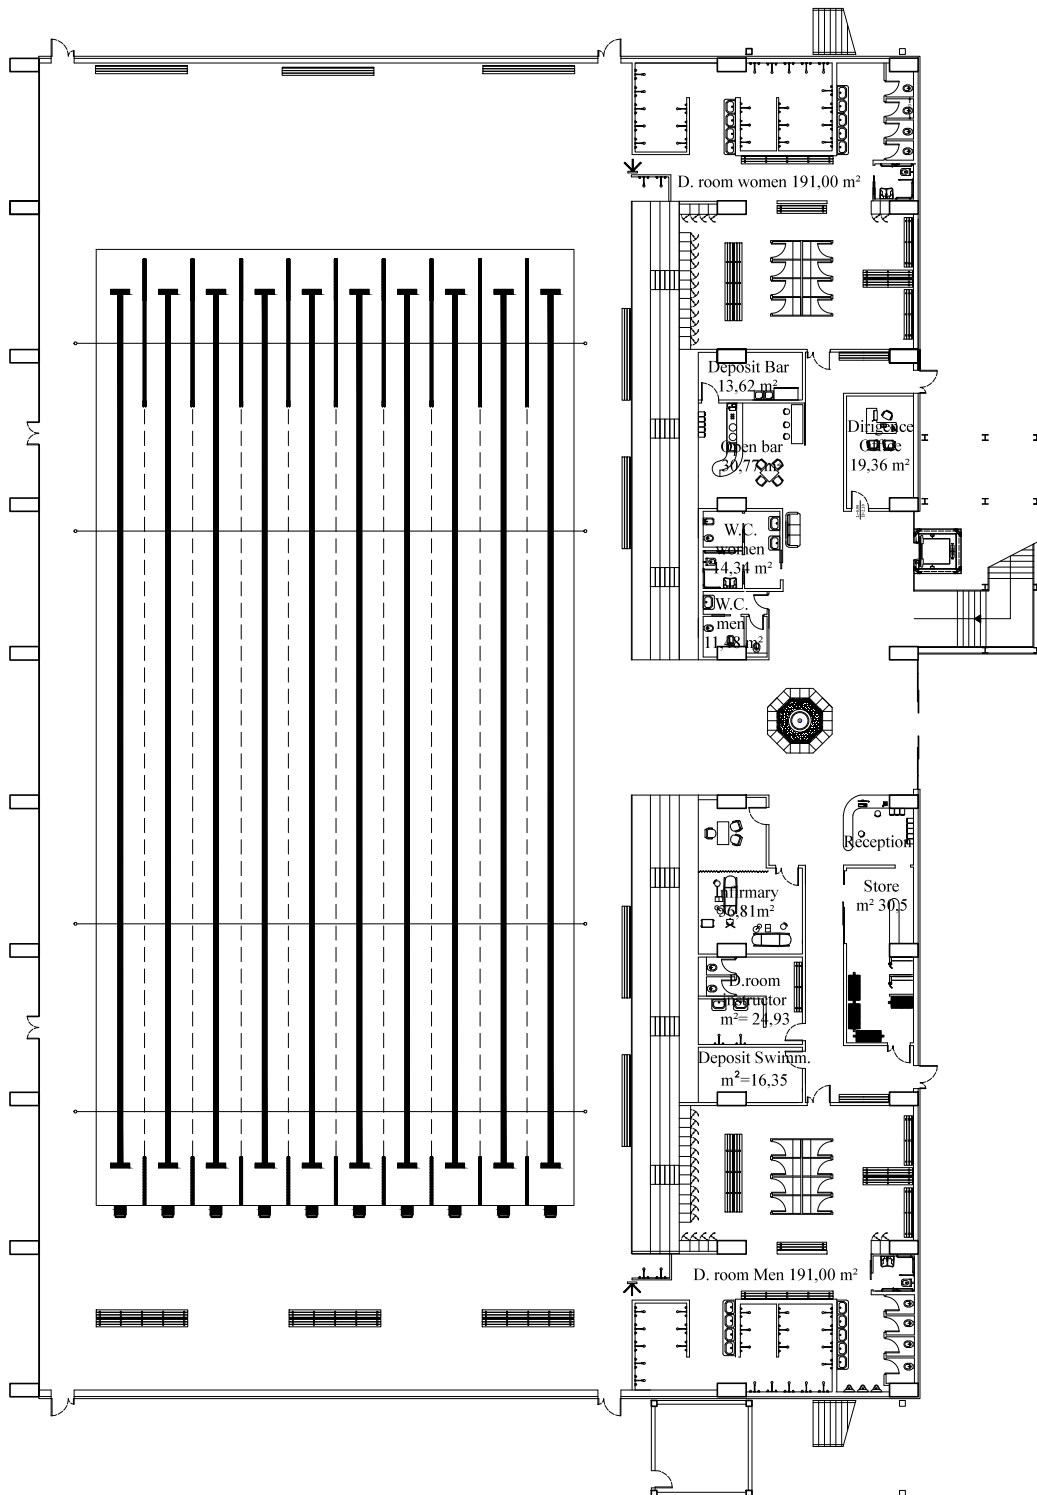 D. room women 191,00 m²
Deposit Bar
13,62 m²
Dirigence
Office
19,36 m²
Open bar
30,77 m²
W.C.
women
14,34 m²
W.C.
men
11,48 m²
Reception
Store
m² 30,5
Infirmary
36,81m²
D.room
instructor
m²= 24,93
Deposit Swimm.
m²=16,35
D. room Men 191,00 m²